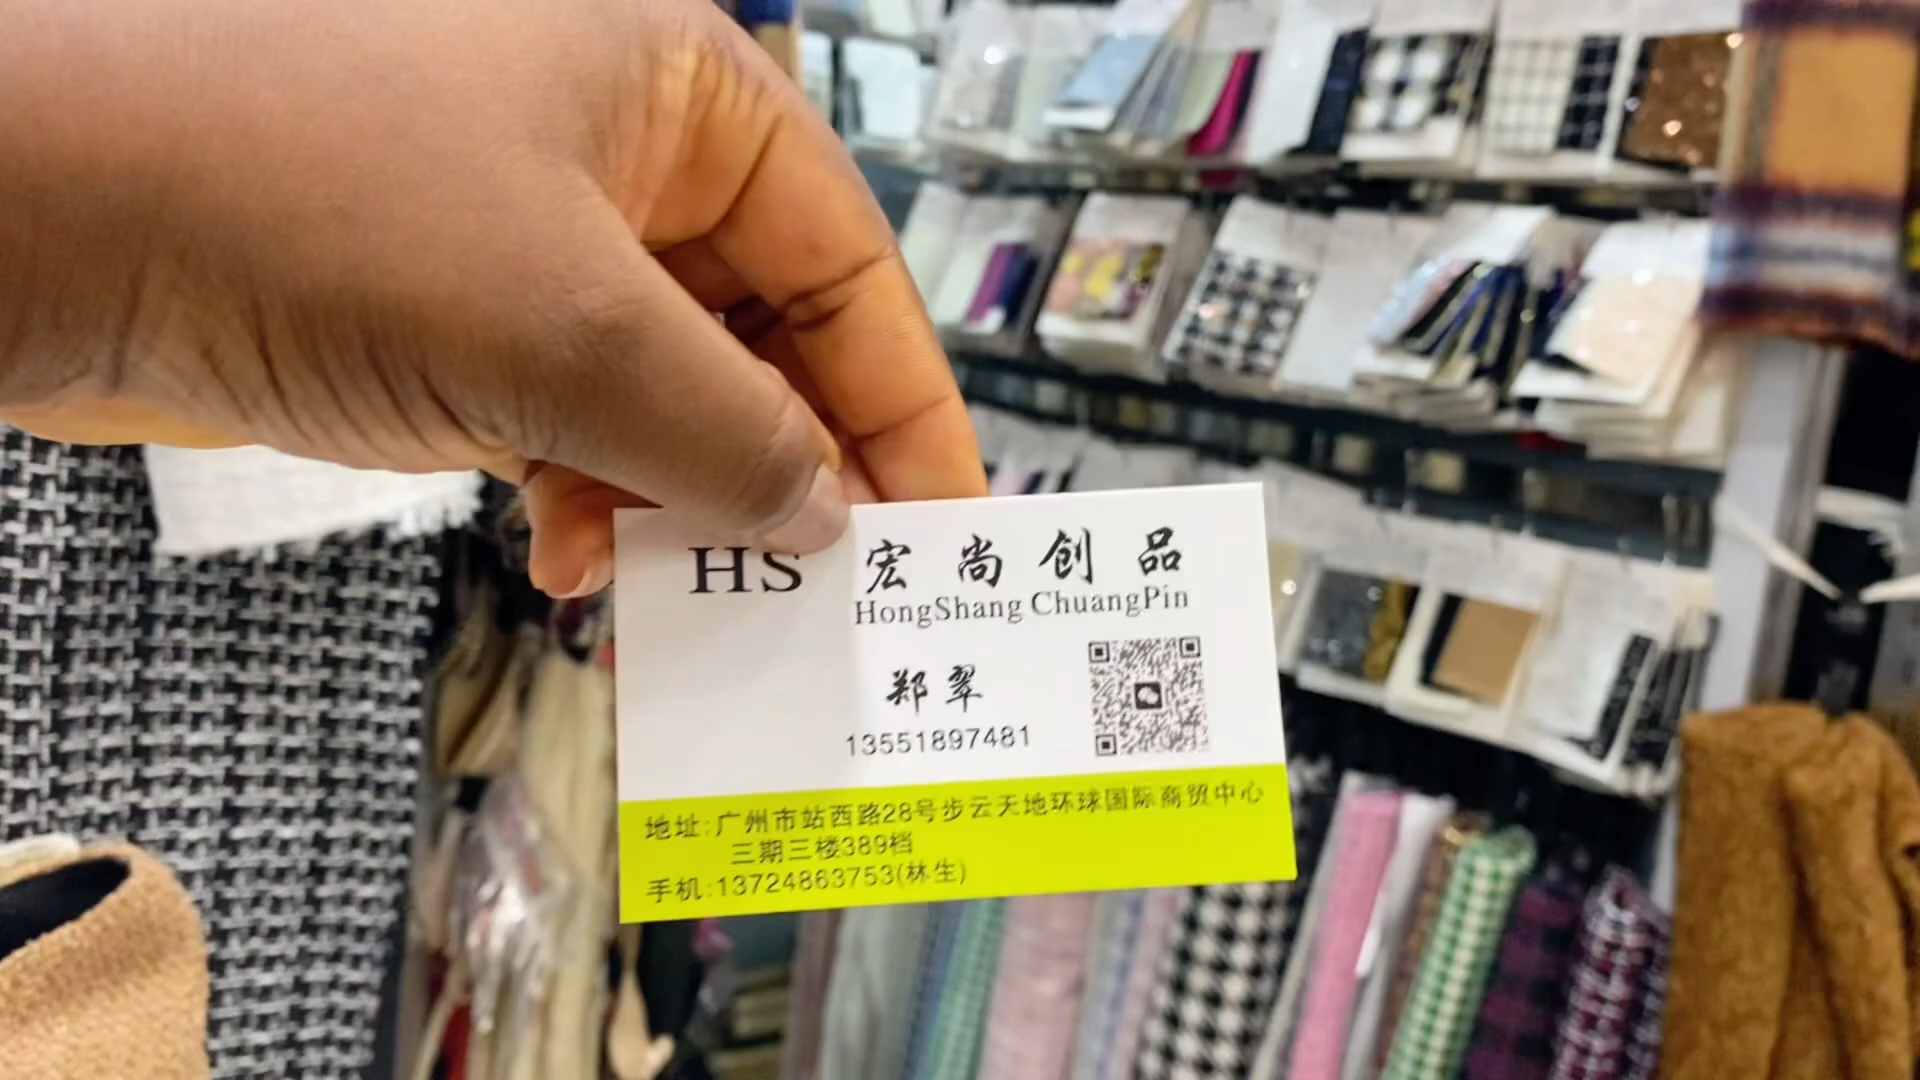 HS 宏尚创品
HongShang ChuangPin
郑翠
13551897481
地址:广州市站西路28号步云天地环球国际商贸中心
三期三楼389档
手机:13724863753(林生)